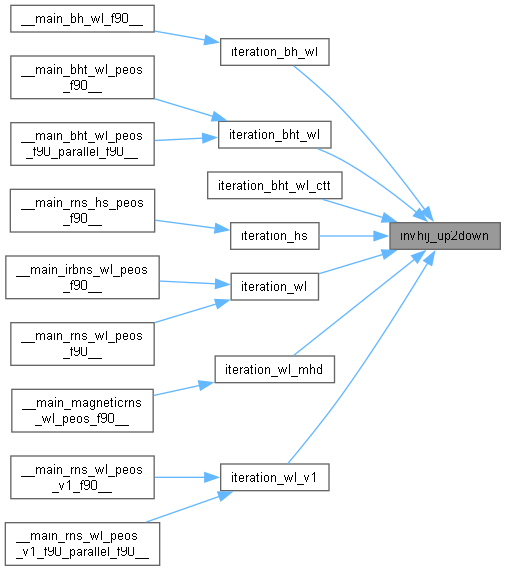 __main_bh_wl_f90__
iteration_bh_wl
__main_bht_wl_peos
_f90__
iteration_bht_wl
__main_bht_wl_peos
_f90_parallel_f90__
iteration_bht_wl_ctt
__main_rns_hs_peos
_f90__
iteration_hs
invhij_up2down
__main_irbns_wl_peos
_f90__
iteration_wl
__main_rns_wl_peos
_f90__
iteration_wl_mhd
__main_magneticrns
_wl_peos_f90__
__main_rns_wl_peos
_v1_f90__
iteration_wl_v1
__main_rns_wl_peos
_v1_f90_parallel_f90__